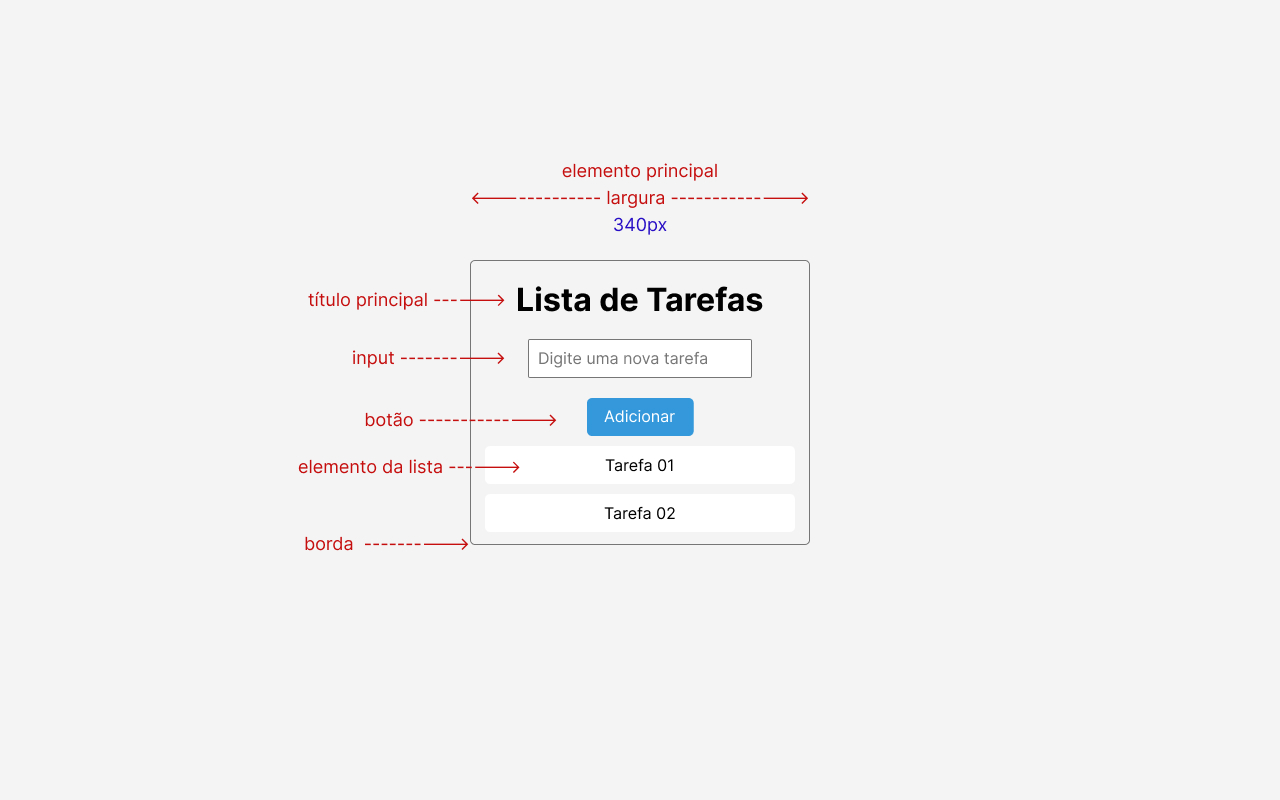 elemento principal
largura
340px
título principal
Lista de Tarefas
input
Digite uma nova tarefa
botão
Adicionar
elemento da lista
Tarefa 01
Tarefa 02
borda